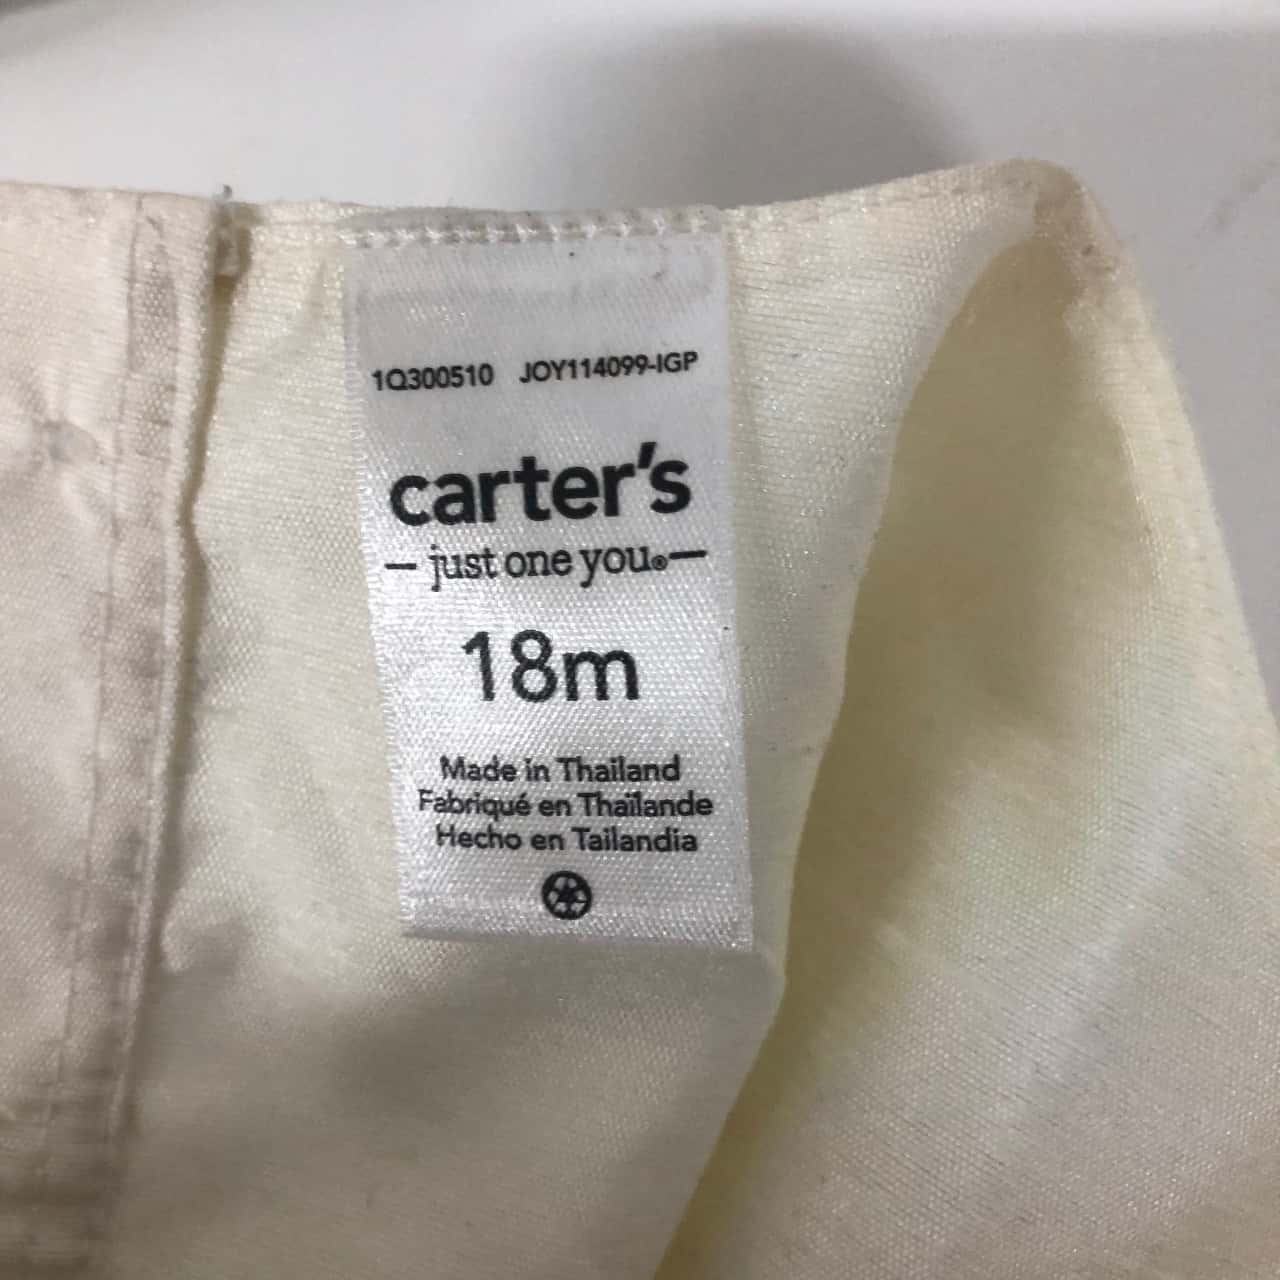 1Q300510 JOY114099-IGP
carter's
— just one you®—
18m
Made in Thailand
Fabriqué en Thaïlande
Hecho en Tailandia